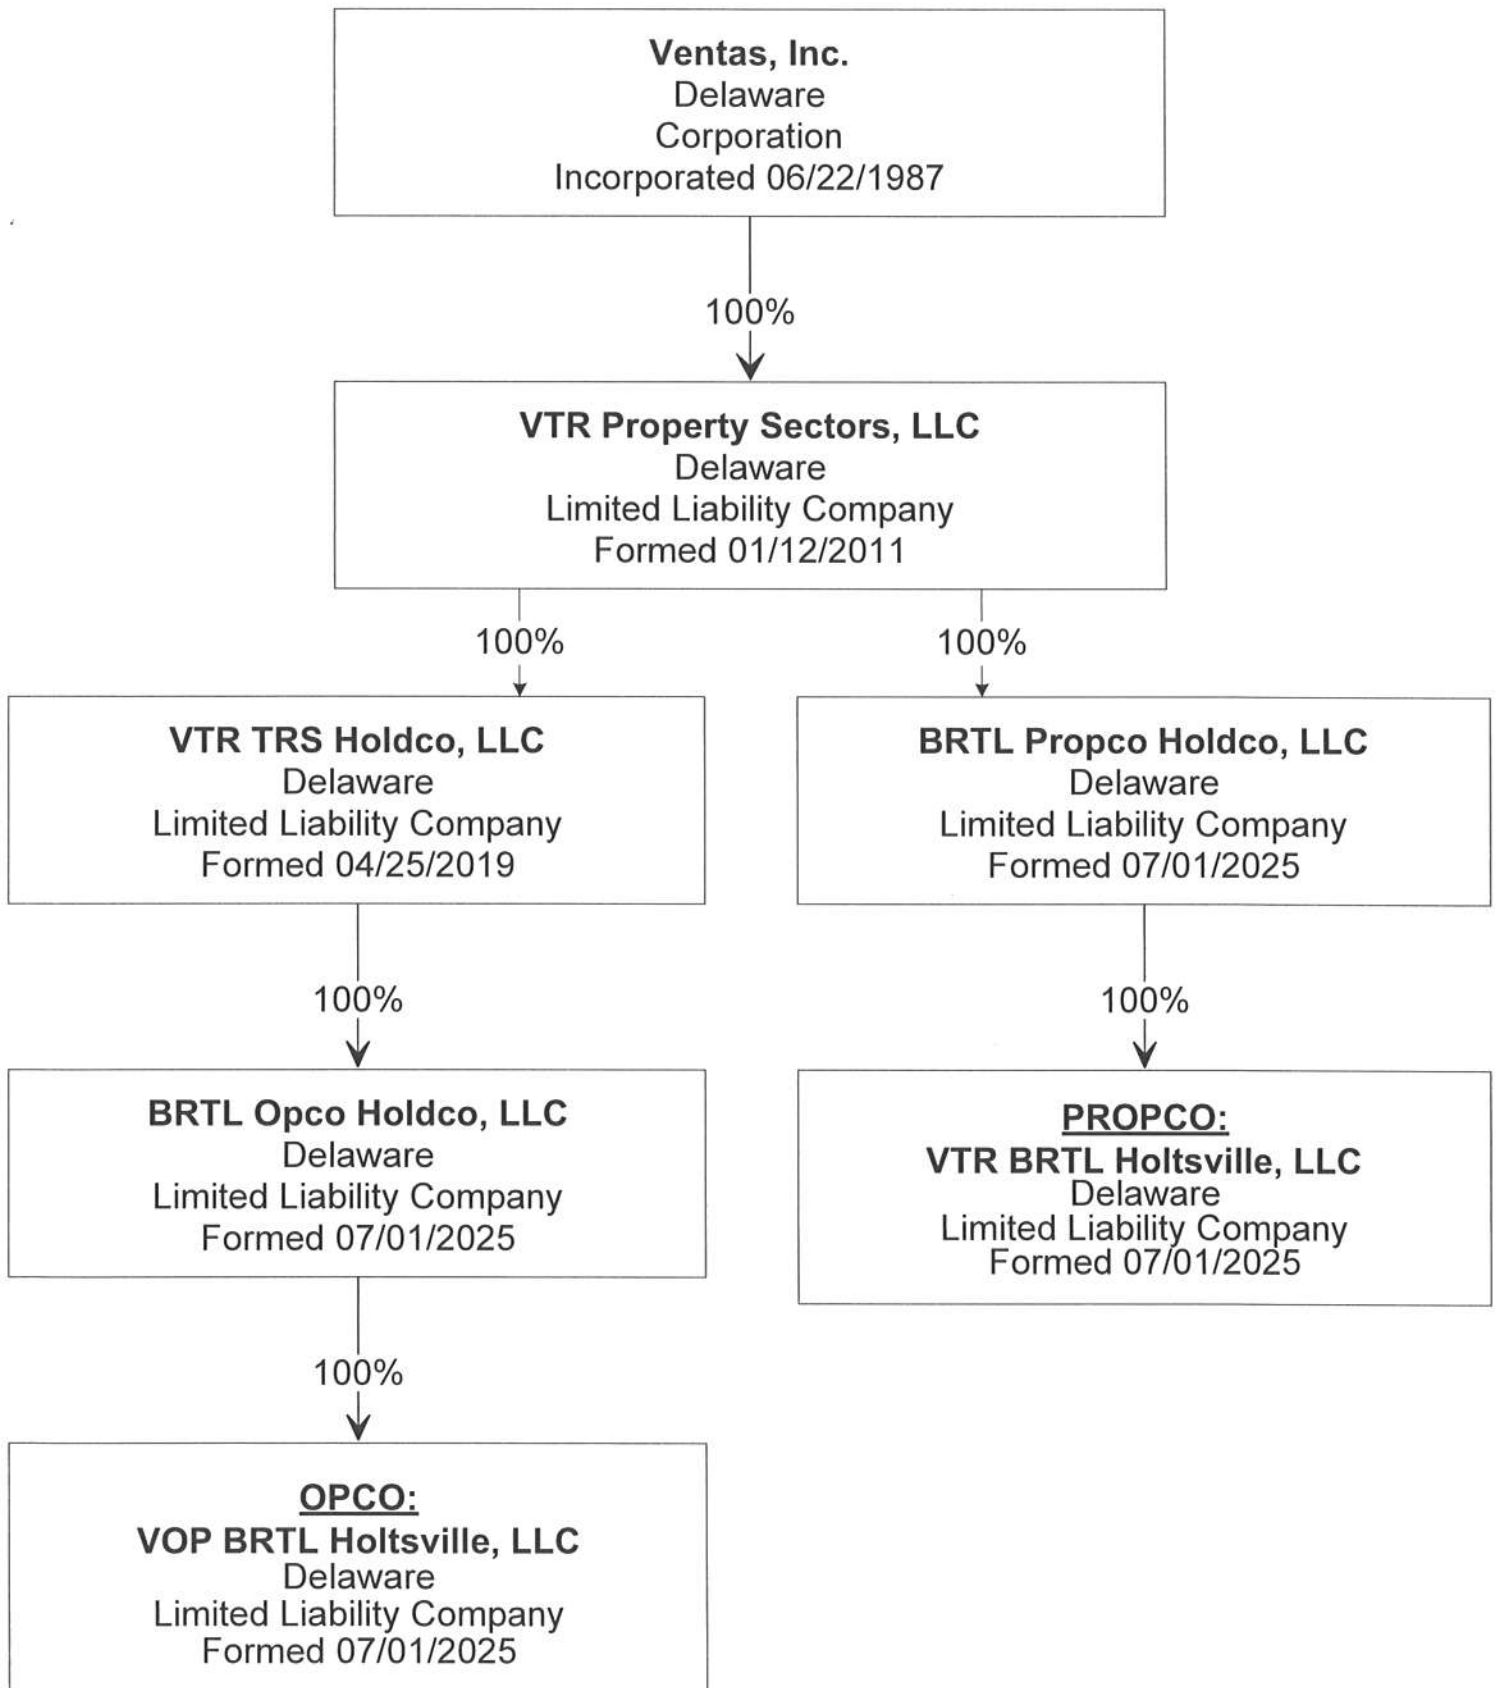 Ventas, Inc.
Delaware
Corporation
Incorporated 06/22/1987
100%
VTR Property Sectors, LLC
Delaware
Limited Liability Company
Formed 01/12/2011
100%
100%
VTR TRS Holdco, LLC
Delaware
Limited Liability Company
Formed 04/25/2019
BRTL Propco Holdco, LLC
Delaware
Limited Liability Company
Formed 07/01/2025
100%
100%
BRTL Opco Holdco, LLC
Delaware
Limited Liability Company
Formed 07/01/2025
PROPCO:
VTR BRTL Holtsville, LLC
Delaware
Limited Liability Company
Formed 07/01/2025
100%
OPCO:
VOP BRTL Holtsville, LLC
Delaware
Limited Liability Company
Formed 07/01/2025